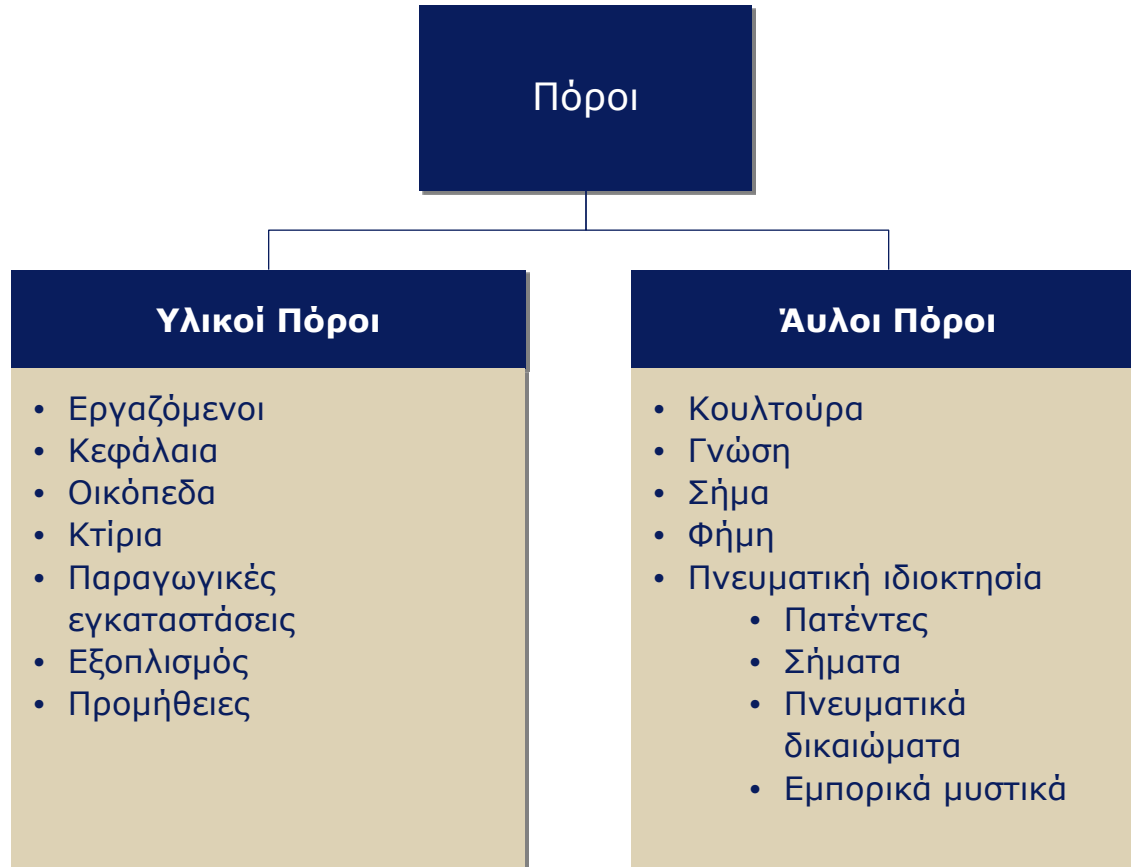 Πόροι
Υλικοί Πόροι
• Εργαζόμενοι
• Κεφάλαια
• Οικόπεδα
• Κτίρια
• Παραγωγικές
εγκαταστάσεις
• Εξοπλισμός
• Προμήθειες
Άυλοι Πόροι
• Κουλτούρα
• Γνώση
• Σήμα
• Φήμη
• Πνευματική ιδιοκτησία
• Πατέντες
• Σήματα
• Πνευματικά
δικαιώματα
• Εμπορικά μυστικά